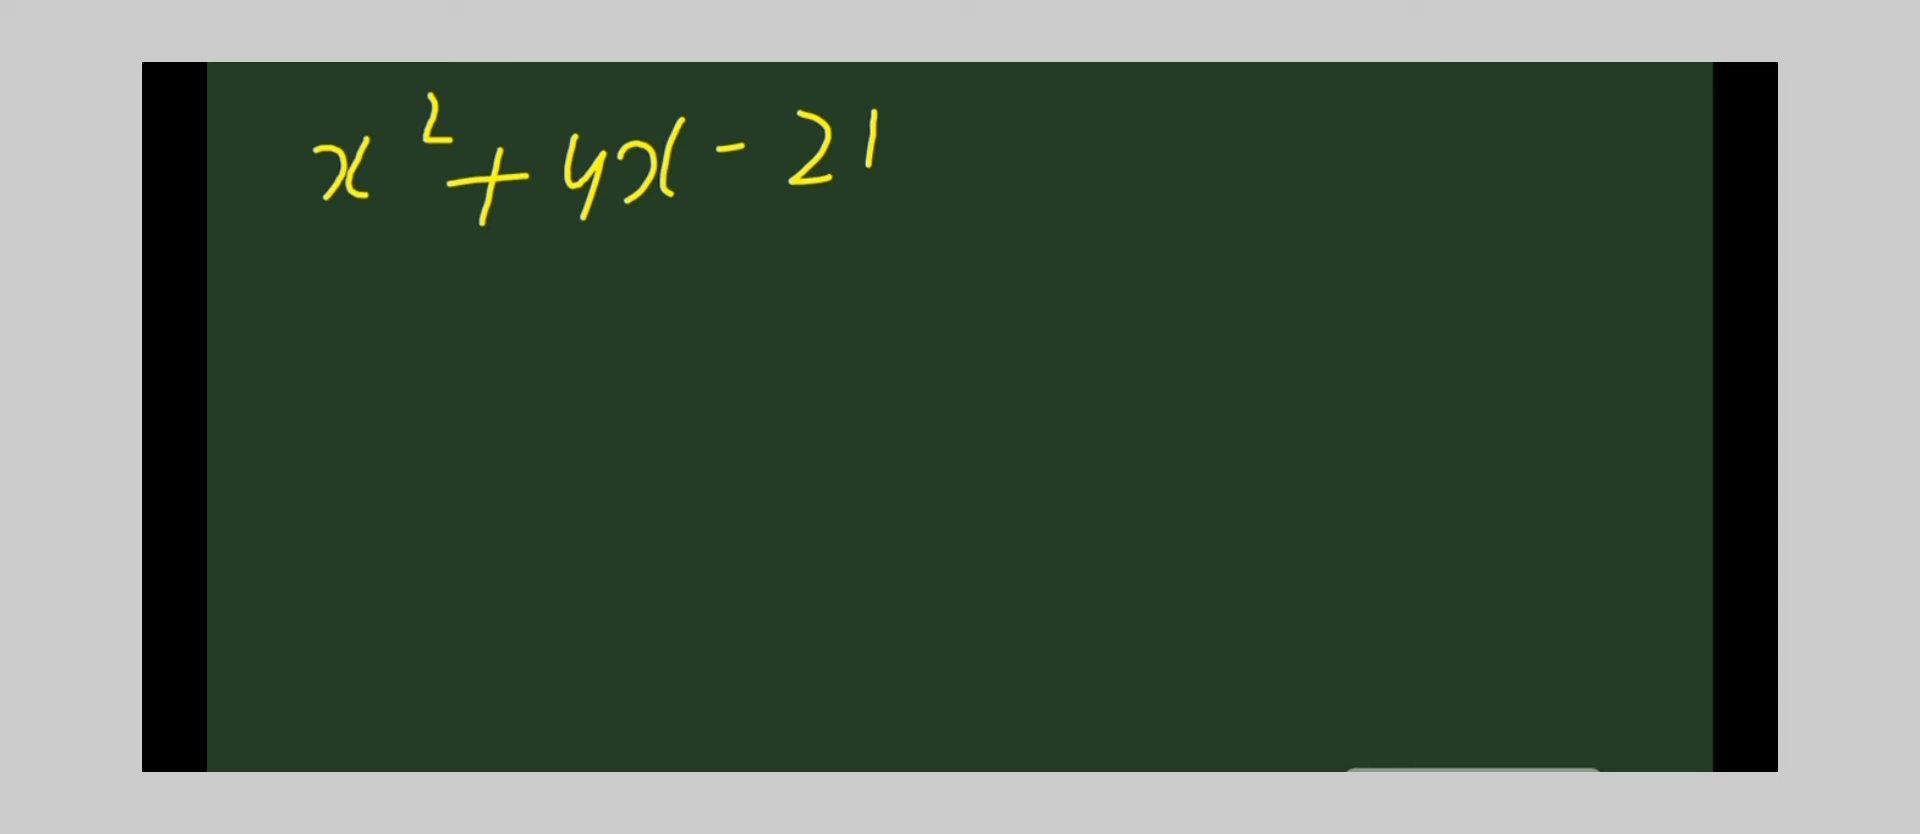 x² + 4x - 21